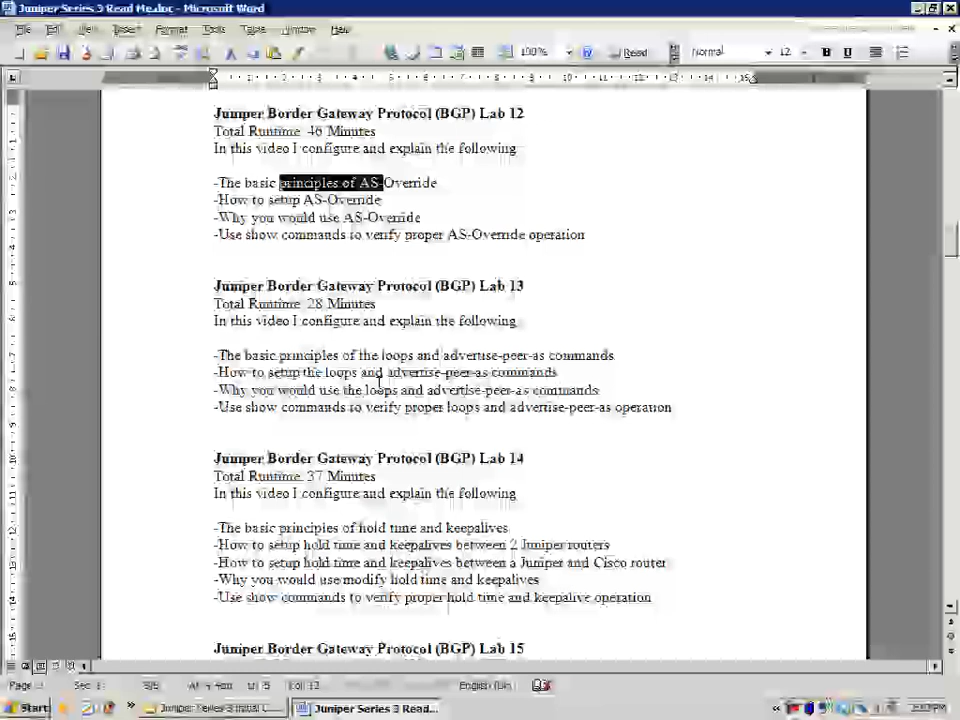 Juniper Series 3 Read Me.doc - Microsoft Word
File Edit View Insert Format Tools Table Window Help
100% Read Normal 12 B U
Juniper Border Gateway Protocol (BGP) Lab 12
Total Runtime 46 Minutes
In this video I configure and explain the following
-The basic principles of AS-Override
-How to setup AS-Override
-Why you would use AS-Override
-Use show commands to verify proper AS-Override operation
Juniper Border Gateway Protocol (BGP) Lab 13
Total Runtime 28 Minutes
In this video I configure and explain the following
-The basic principles of the loops and advertise-peer-as commands
-How to setup the loops and advertise-peer-as commands
-Why you would use the loops and advertise-peer-as commands
-Use show commands to verify proper loops and advertise-peer-as operation
Juniper Border Gateway Protocol (BGP) Lab 14
Total Runtime 37 Minutes
In this video I configure and explain the following
-The basic principles of hold time and keepalives
-How to setup hold time and keepalives between 2 Juniper routers
-How to setup hold time and keepalives between a Juniper and Cisco router
-Why you would use modify hold time and keepalives
-Use show commands to verify proper hold time and keepalive operation
Juniper Border Gateway Protocol (BGP) Lab 15
Page Sec 1 5/5 Ln 5 Col 12 English (U.
Start Juniper Series 3 Initial C... Juniper Series 3 Read...